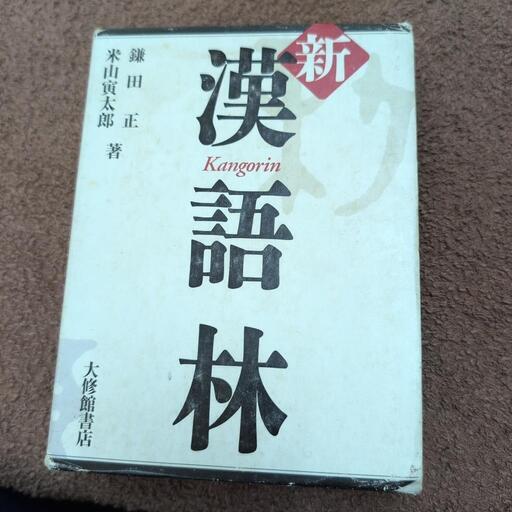 新
漢語林
Kangorin
鎌田 正
米山寅太郎 著
大修館書店